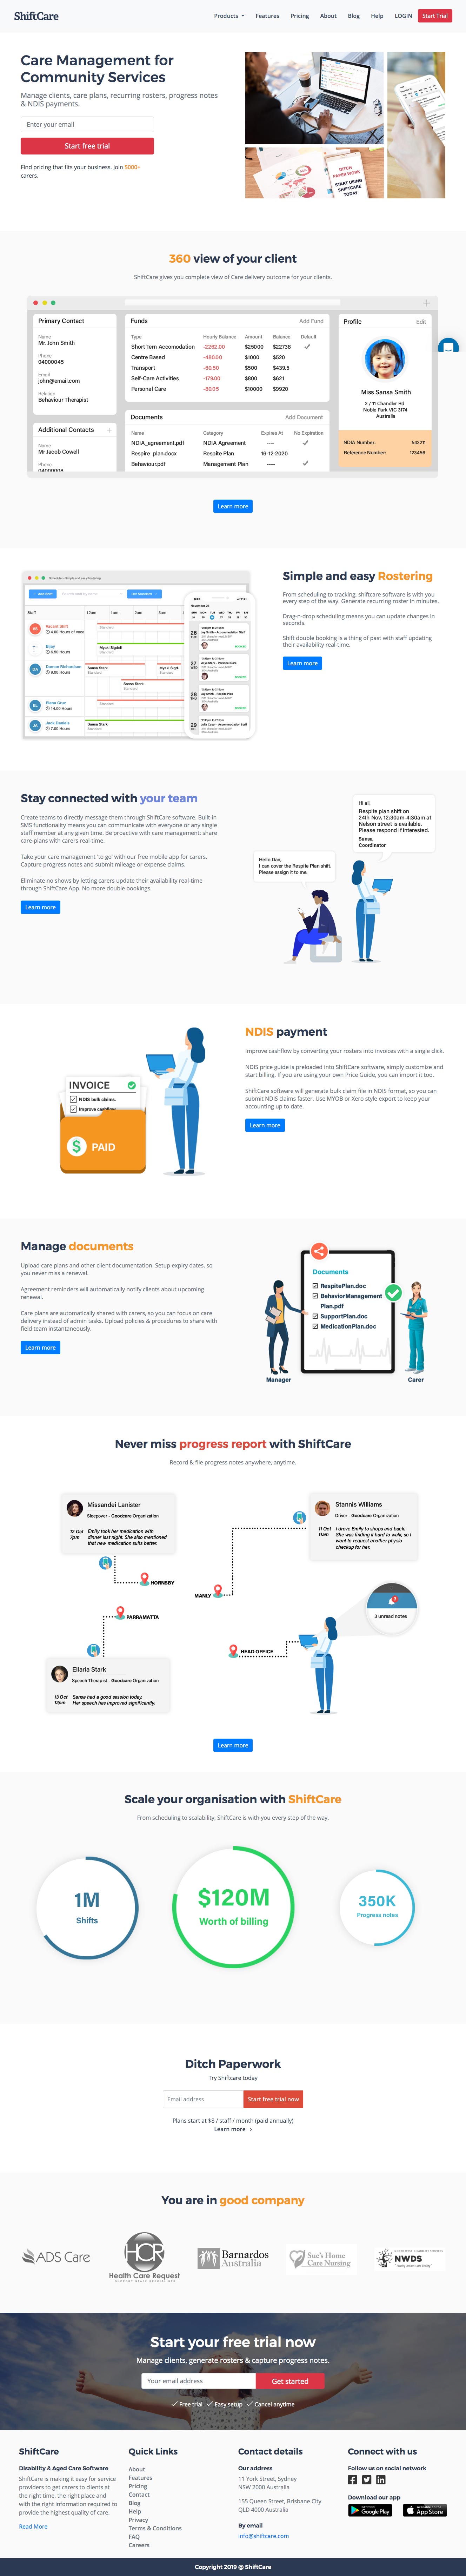 ShiftCare
Products Features Pricing About Blog Help LOGIN Start Trial
Care Management for
Community Services
Manage clients, care plans, recurring rosters, progress notes
& NDIS payments.
Enter your email
Start free trial
Find pricing that fits your business. Join 5000+
carers.
DITCH
PAPER WORK
START USING
SHIFTCARE
TODAY
360 view of your client
ShiftCare gives you complete view of Care delivery outcome for your clients.
Primary Contact
Name
Mr. John Smith
Phone
04000045
Email
john@email.com
Relation
Behaviour Therapist
Additional Contacts
Name
Mr Jacob Cowell
Phone
04000008
Funds Add Fund
Type Hourly Balance Amount Balance Default
Short Tern Accomodation -2262.00 $25000 $22738
Centre Based -480.00 $1000 $520
Transport -60.50 $500 $439.5
Self-Care Activities -179.00 $800 $621
Personal Care -80.05 $10000 $9920
Documents Add Document
Name Category Expires At No Expiration
NDIA_agreement.pdf NDIA Agreement ----
Respire_plan.docx Respite Plan 16-12-2020
Behaviour.pdf Management Plan ----
Profile Edit
Miss Sansa Smith
2 / 11 Chandler Rd
Noble Park VIC 3174
Australia
NDIA Number: 543211
Reference Number: 123456
Learn more
Simple and easy Rostering
From scheduling to tracking, shiftcare software is with you
every step of the way. Generate recurring roster in minutes.
Drag-n-drop scheduling means you can update changes in
seconds.
Shift double booking is a thing of past with staff updating
their availability real-time.
Learn more
Staff 12am 1am 2am 3am
Stay connected with your team
Create teams to directly message them through ShiftCare software. Built-in
SMS functionality means you can communicate with everyone or any single
staff member at any given time. Be proactive with care management: share
care-plans with carers real-time.
Take your care management 'to go' with our free mobile app for carers.
Capture progress notes and submit mileage or expense claims.
Eliminate no shows by letting carers update their availability real-time
through ShiftCare App. No more double bookings.
Learn more
Hi all,
Respite plan shift on
24th Nov, 12:30am-4:30am at
Nelson street is available.
Please respond if interested.
Sansa,
Coordinator
Hello Dan,
I can cover the Respite Plan shift.
Please assign it to me.
INVOICE
NDIS bulk claims.
Improve cashflow
$ PAID
NDIS payment
Improve cashflow by converting your rosters into invoices with a single click.
NDIS price guide is preloaded into ShiftCare software, simply customize and
start billing. If you are using your own Price Guide, you can import it too.
ShiftCare software will generate bulk claim file in NDIS format, so you can
submit NDIS claims faster. Use MYOB or Xero style export to keep your
accounting up to date.
Learn more
Manage documents
Upload care plans and other client documentation. Setup expiry dates, so
you never miss a renewal.
Agreement reminders will automatically notify clients about upcoming
renewal.
Care plans are automatically shared with carers, so you can focus on care
delivery instead of admin tasks. Upload policies & procedures to share with
field team instantaneously.
Learn more
Documents
RespitePlan.doc
BehaviorManagement
Plan.pdf
SupportPlan.doc
MedicationPlan.doc
Manager
Carer
Never miss progress report with ShiftCare
Record & file progress notes anywhere, anytime.
Missandei Lanister
Sleepover - Goodcare Organization
12 Oct
7pm
Emily took her medication with
dinner last night. She also mentioned
that new medication suits better.
HORNSBY
Stannis Williams
Driver - Goodcare Organization
11 Oct
11am
I drove Emily to shops and back.
She was finding it hard to walk, so I
want to request another physio
checkup for her.
MANLY
PARRAMATTA
3 unread notes
HEAD OFFICE
Ellaria Stark
Speech Therapist - Goodcare Organization
13 Oct
12pm
Sansa had a good session today.
Her speech has improved significantly.
Learn more
Scale your organisation with ShiftCare
From scheduling to scalability, ShiftCare is with you every step of the way.
1M
Shifts
$120M
Worth of billing
350K
Progress notes
Ditch Paperwork
Try Shiftcare today
Email address
Start free trial now
Plans start at $8 / staff / month (paid annually)
Learn more
You are in good company
ADS Care
HCR
Health Care Request
Barnardos
Australia
Sue's Home
Care Nursing
NWDS
Start your free trial now
Manage clients, generate rosters & capture progress notes.
Your email address
Get started
Free trial Easy setup Cancel anytime
ShiftCare
Disability & Aged Care Software
ShiftCare is making it easy for service
providers to get carers to clients at
right time, the right place and
with the right information required to
provide the highest quality of care.
Read More
Quick Links
About
Features
Pricing
Contact
Blog
Help
Privacy
Terms & Conditions
FAQ
Careers
Contact details
Our address
11 York Street, Sydney
NSW 2000 Australia
155 Queen Street, Brisbane City
QLD 4000 Australia
By email
info@shiftcare.com
Connect with us
Follow us on social network
Download our app
Google Play
App Store
Copyright 2019 @ ShiftCare